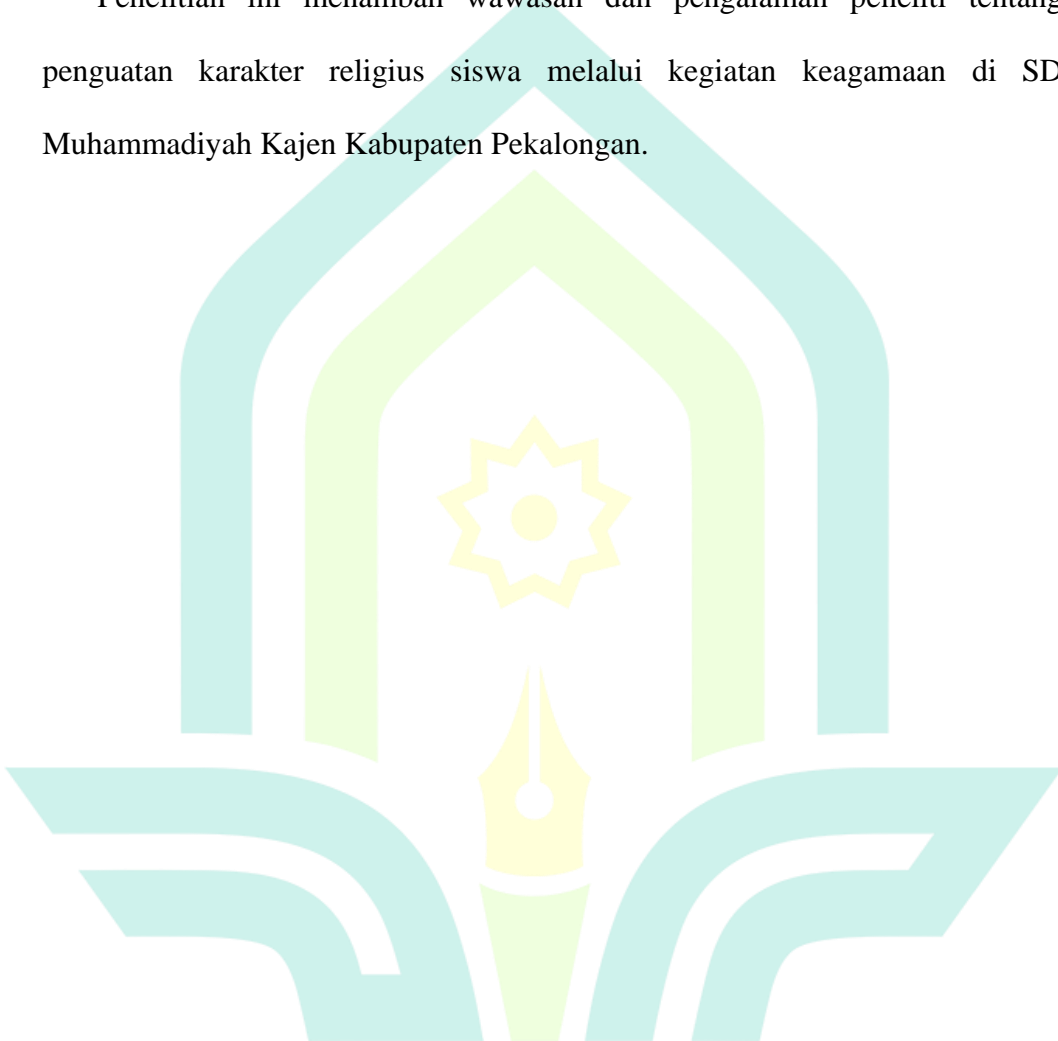 Penelitian ini menambah wawasan dan pengalaman peneliti tentang
penguatan karakter religius siswa melalui kegiatan keagamaan di SD
Muhammadiyah Kajen Kabupaten Pekalongan.